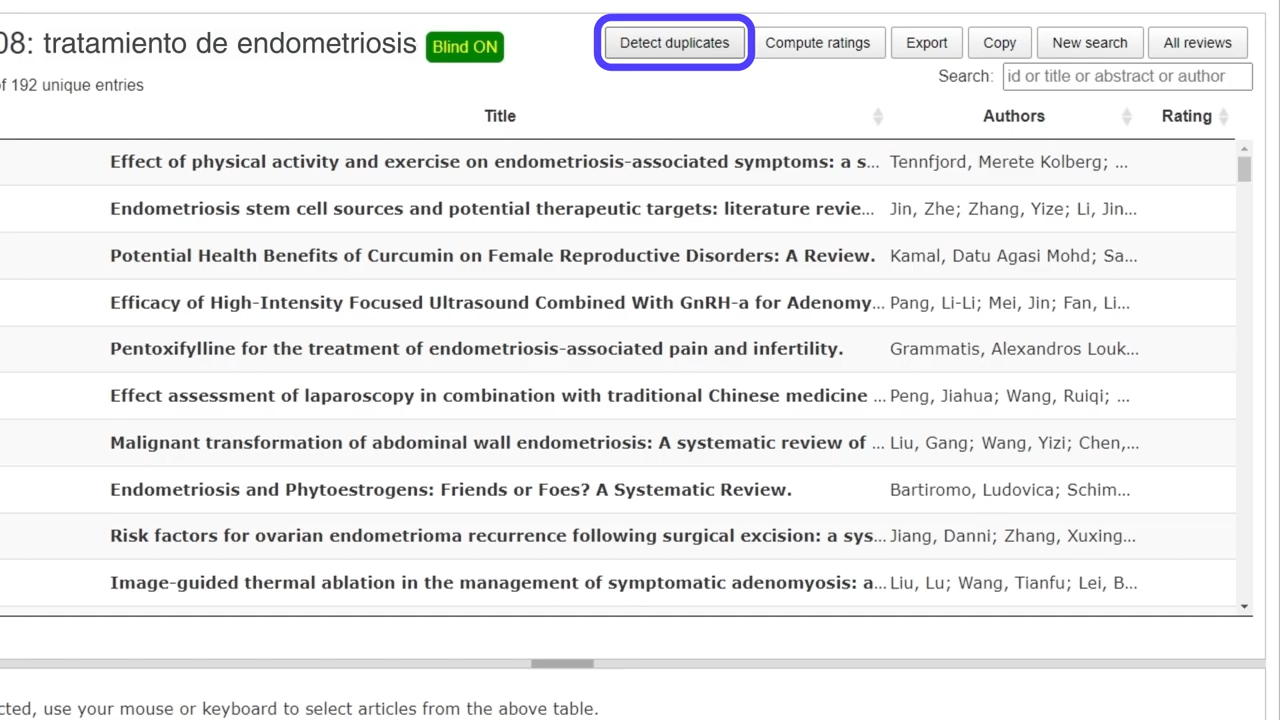 08: tratamiento de endometriosis Blind ON Detect duplicates Compute ratings Export Copy New search All reviews
of 192 unique entries Search: id or title or abstract or author
Title Authors Rating
Effect of physical activity and exercise on endometriosis-associated symptoms: a s... Tennfjord, Merete Kolberg; ...
Endometriosis stem cell sources and potential therapeutic targets: literature revie... Jin, Zhe; Zhang, Yize; Li, Jin...
Potential Health Benefits of Curcumin on Female Reproductive Disorders: A Review. Kamal, Datu Agasi Mohd; Sa...
Efficacy of High-Intensity Focused Ultrasound Combined With GnRH-a for Adenomy... Pang, Li-Li; Mei, Jin; Fan, Li...
Pentoxifylline for the treatment of endometriosis-associated pain and infertility. Grammatis, Alexandros Louk...
Effect assessment of laparoscopy in combination with traditional Chinese medicine ... Peng, Jiahua; Wang, Ruiqi; ...
Malignant transformation of abdominal wall endometriosis: A systematic review of ... Liu, Gang; Wang, Yizi; Chen,...
Endometriosis and Phytoestrogens: Friends or Foes? A Systematic Review. Bartiromo, Ludovica; Schim...
Risk factors for ovarian endometrioma recurrence following surgical excision: a sys... Jiang, Danni; Zhang, Xuxing...
Image-guided thermal ablation in the management of symptomatic adenomyosis: a... Liu, Lu; Wang, Tianfu; Lei, B...
cted, use your mouse or keyboard to select articles from the above table.